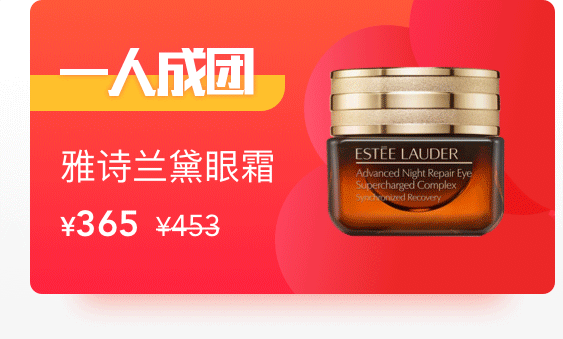 一人成团
雅诗兰黛眼霜
¥365 ¥453
ESTĒE LAUDER
Advanced Night Repair Eye
Supercharged Complex
Synchronized Recovery